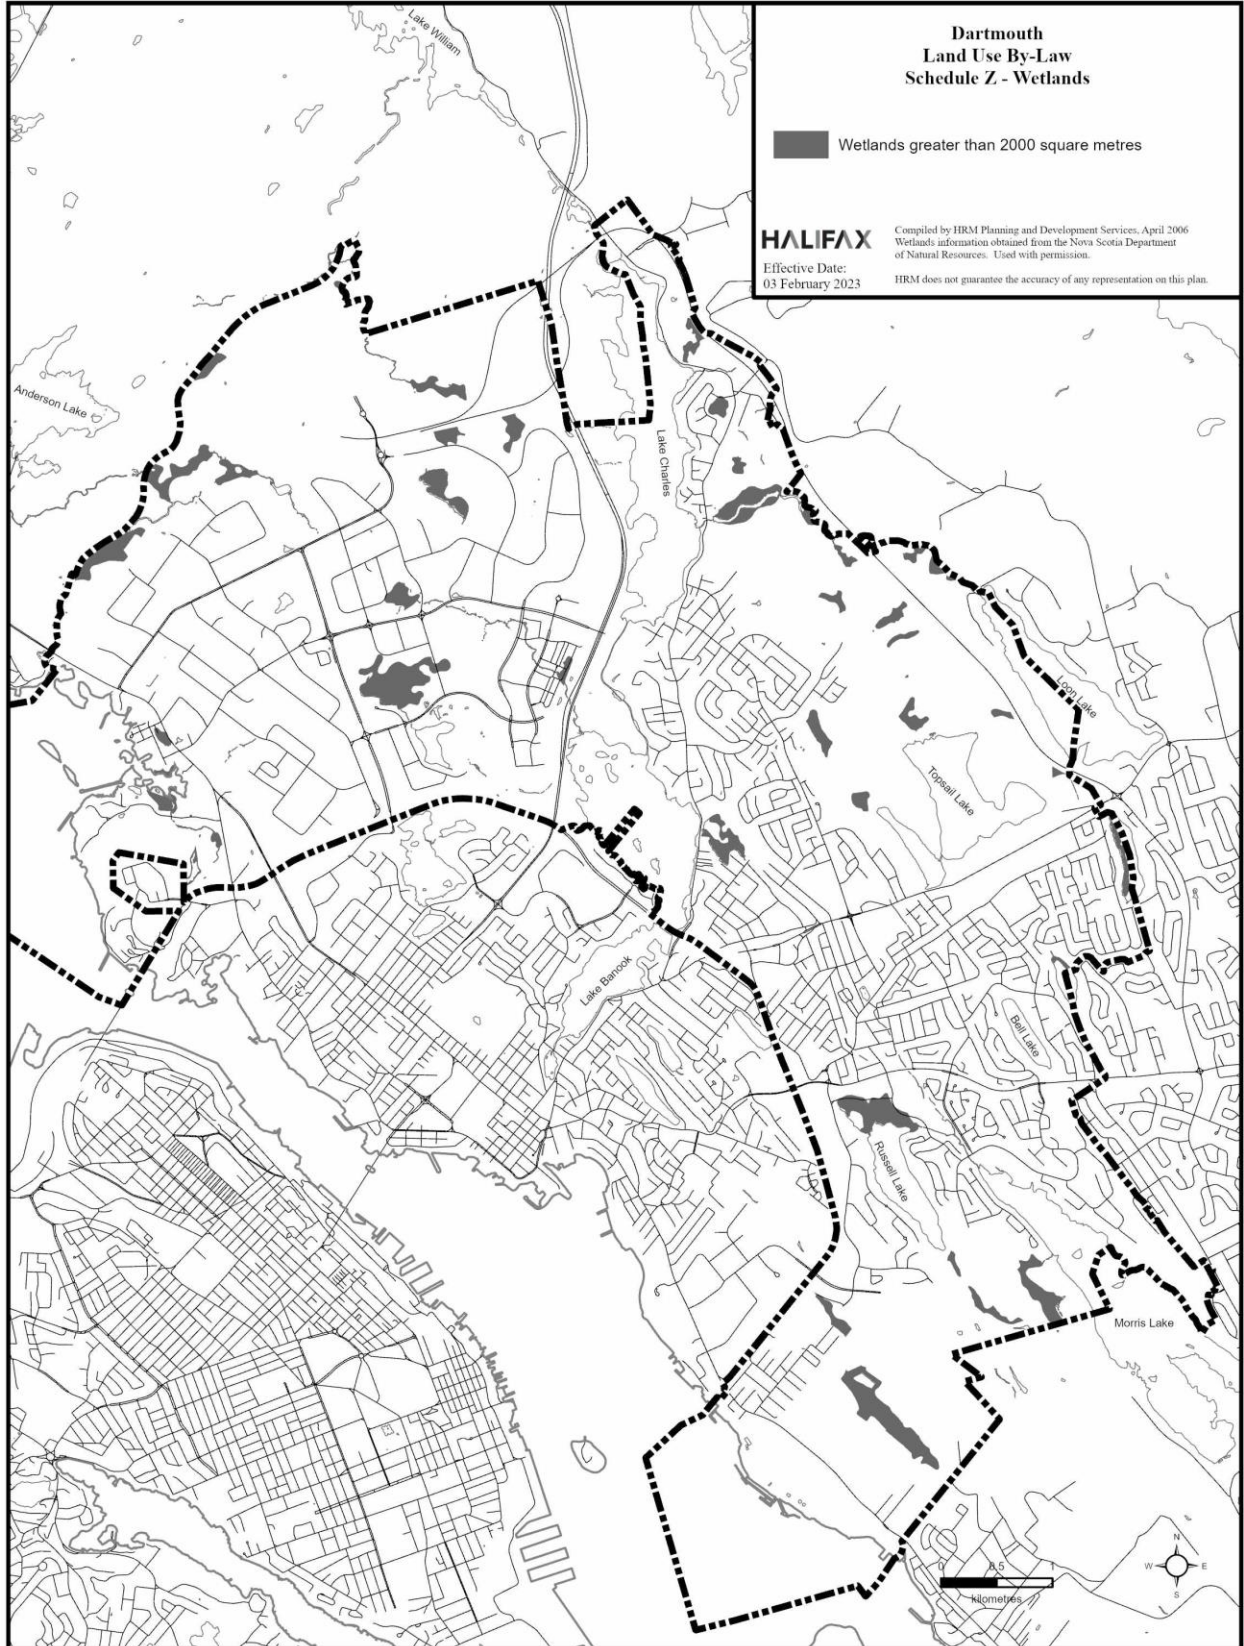 Dartmouth
Land Use By-Law
Schedule Z - Wetlands
Wetlands greater than 2000 square metres
HALIFAX
Effective Date:
03 February 2023
Compiled by HRM Planning and Development Services, April 2006
Wetlands information obtained from the Nova Scotia Department
of Natural Resources. Used with permission.
HRM does not guarantee the accuracy of any representation on this plan.
Lake William
Anderson Lake
Lake Charles
Loon Lake
Topsail Lake
Lake Banook
Bell Lake
Russell Lake
Morris Lake
N
W E
S
0 0.5 1
kilometres